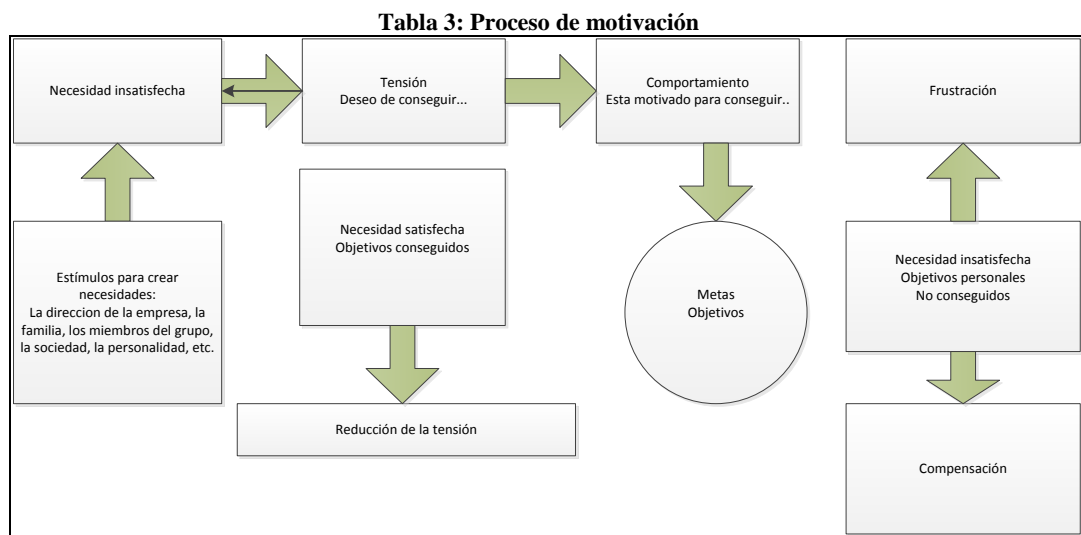 Tabla 3: Proceso de motivación
Necesidad insatisfecha
Tensión
Deseo de conseguir...
Comportamiento
Esta motivado para conseguir..
Frustración
Estímulos para crear
necesidades:
La direccion de la empresa, la
familia, los miembros del grupo,
la sociedad, la personalidad, etc.
Necesidad satisfecha
Objetivos conseguidos
Metas
Objetivos
Necesidad insatisfecha
Objetivos personales
No conseguidos
Reducción de la tensión
Compensación